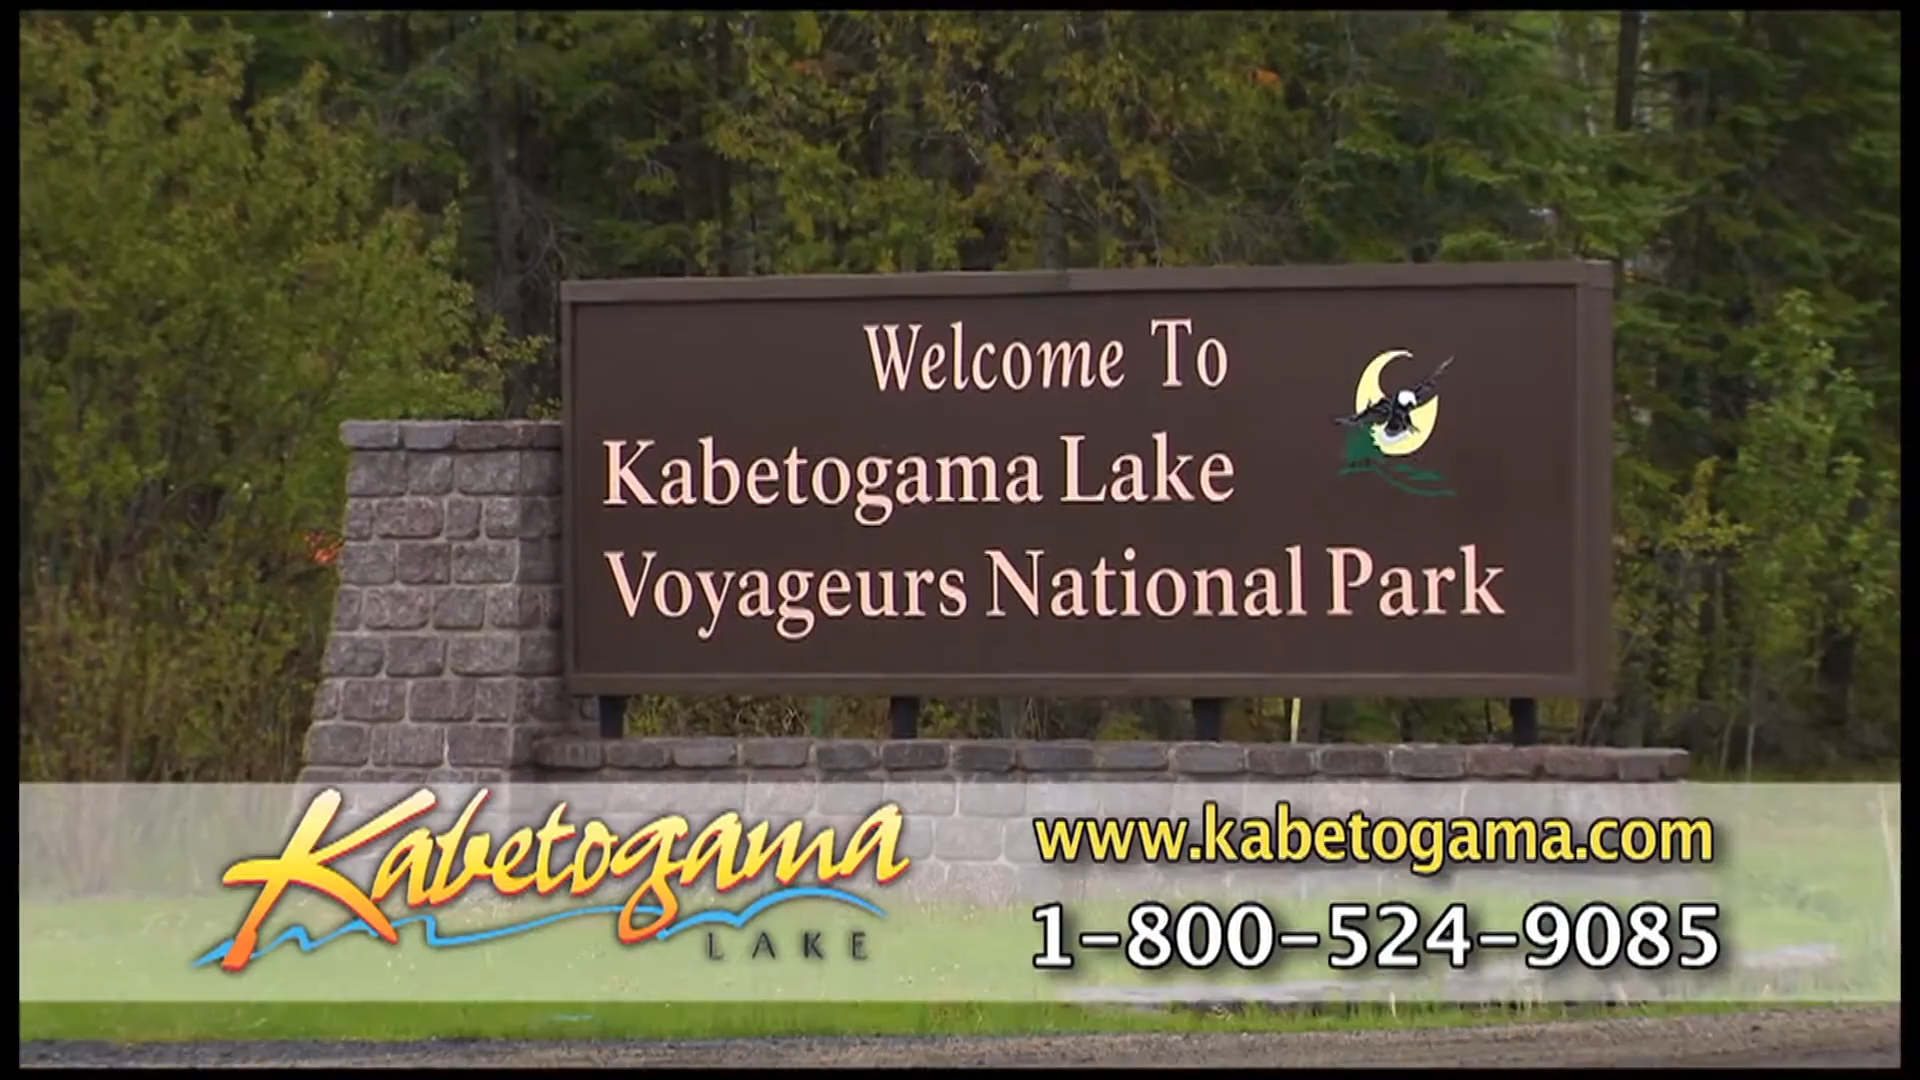 Welcome To
Kabetogama Lake
Voyageurs National Park
Kabetogama
LAKE
www.kabetogama.com
1-800-524-9085